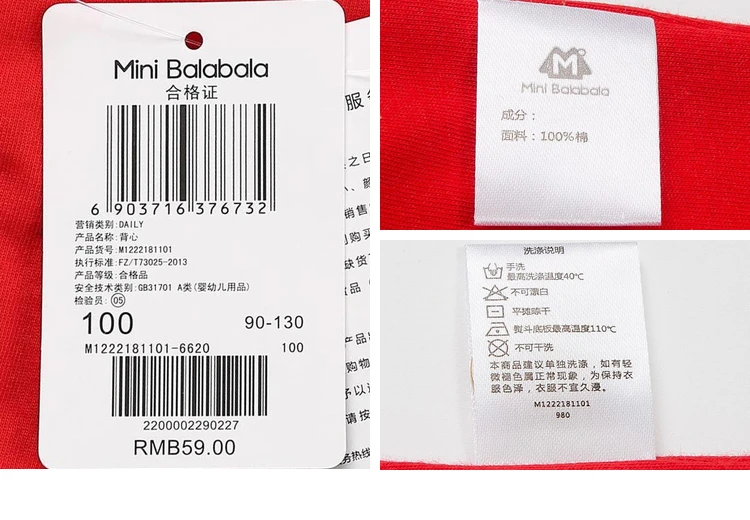 Mini Balabala
合格证
6 903716 376732
营销类别:DAILY
产品名称:背心
产品货号:M1222181101
执行标准:FZ/T73025-2013
产品等级:合格品
安全技术类别:GB31701 A类(婴幼儿用品)
检验员:05
100 90-130
M1222181101-6620 100
2200002290227
RMB59.00
M
Mini Balabala
成分：
面料：100%棉
洗涤说明
手洗
最高洗涤温度40℃
不可漂白
平摊晾干
熨斗底板最高温度110℃
不可干洗
本商品建议单独洗涤，如有轻
微褪色属正常现象，为保持衣
服色泽，衣服不宜久浸。
M1222181101
980